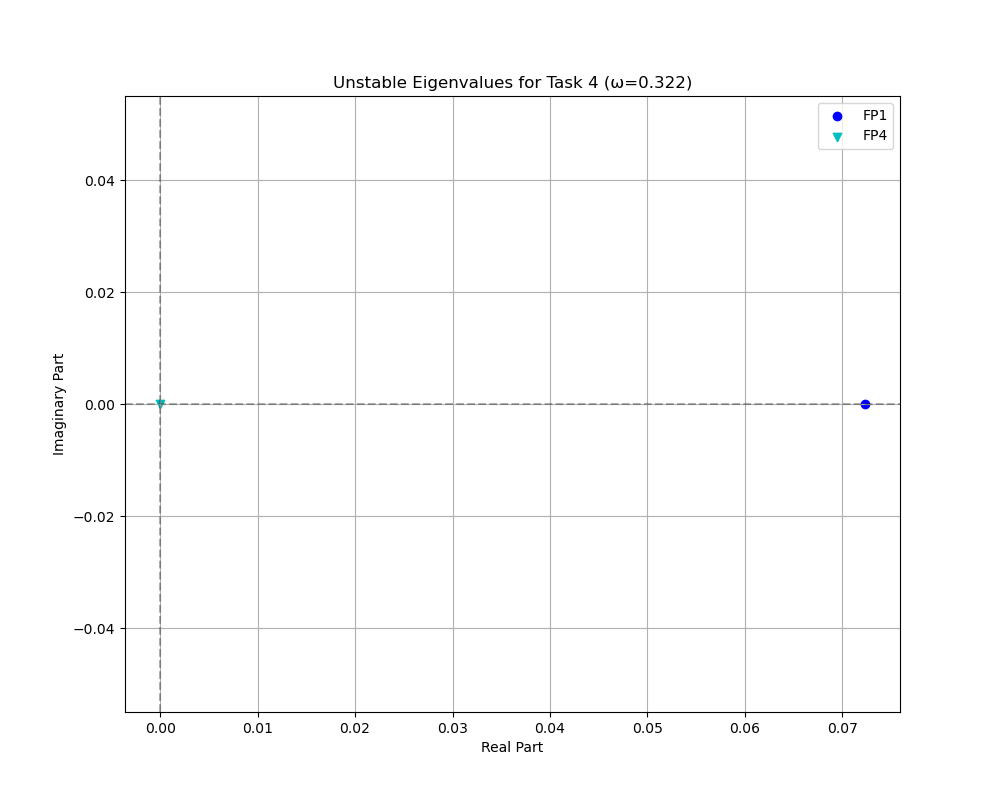 Unstable Eigenvalues for Task 4 (ω=0.322)
FP1
FP4
Imaginary Part
0.04
0.02
0.00
−0.02
−0.04
0.00 0.01 0.02 0.03 0.04 0.05 0.06 0.07
Real Part